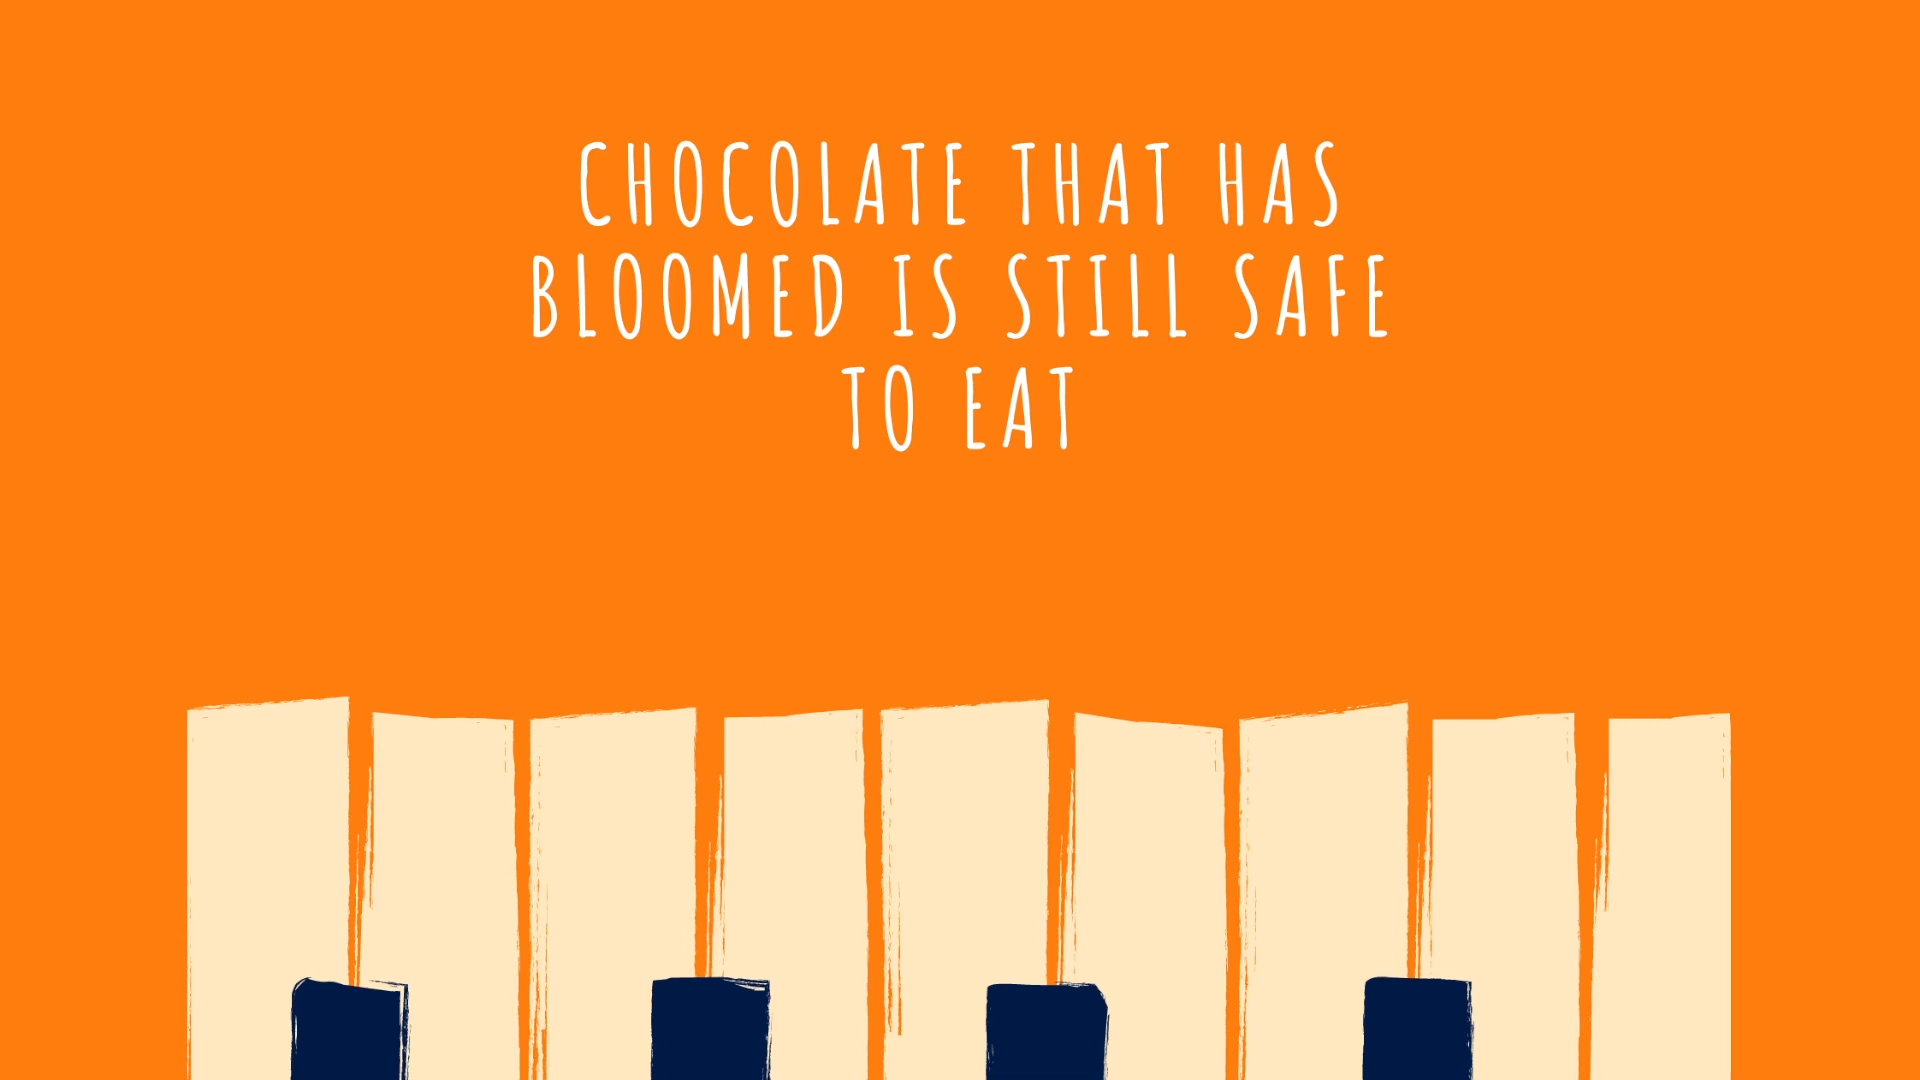 CHOCOLATE THAT HAS
BLOOMED IS STILL SAFE
TO EAT